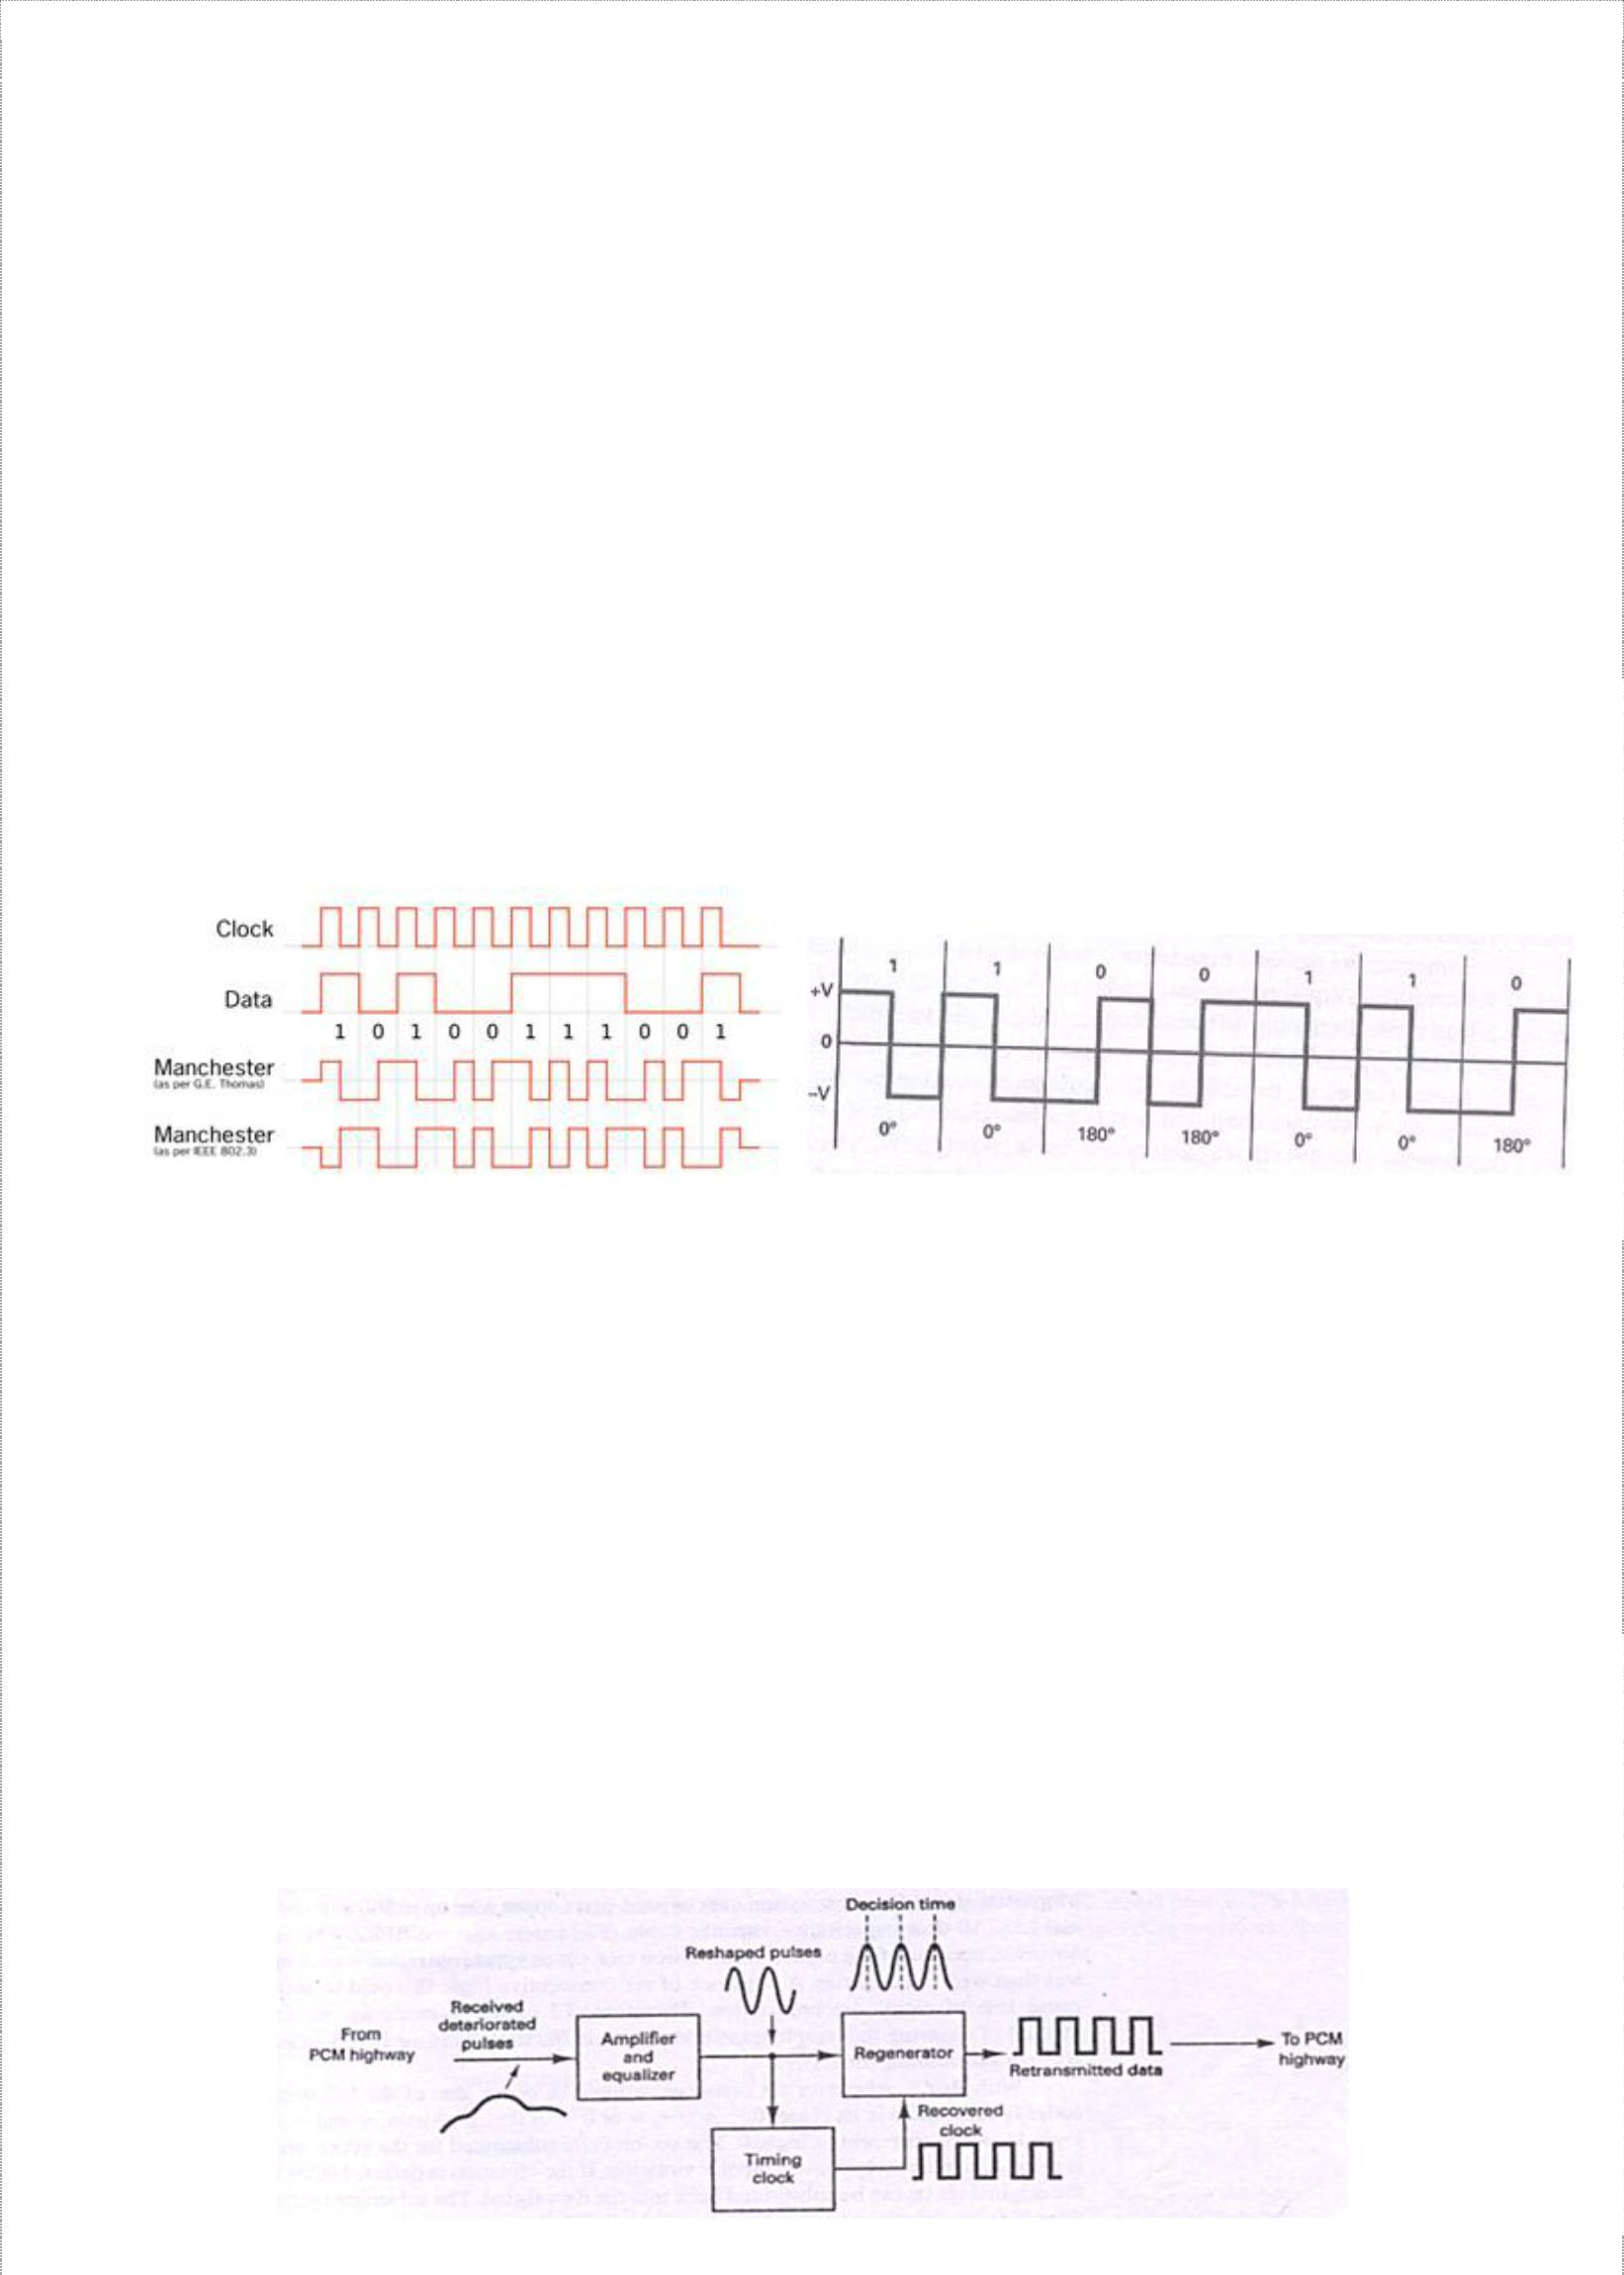 Clock
Data
1 0 1 0 0 1 1 1 0 0 1
Manchester
(as per G.E. Thomas)
Manchester
(as per IEEE 802.3)
1 1 0 0 1 1 0
+V
0
–V
0° 0° 180° 180° 0° 0° 180°
Decision time
Reshaped pulses
Received
deteriorated
pulses
From
PCM highway
Amplifier
and
equalizer
Regenerator
Retransmitted data
To PCM
highway
Recovered
clock
Timing
clock